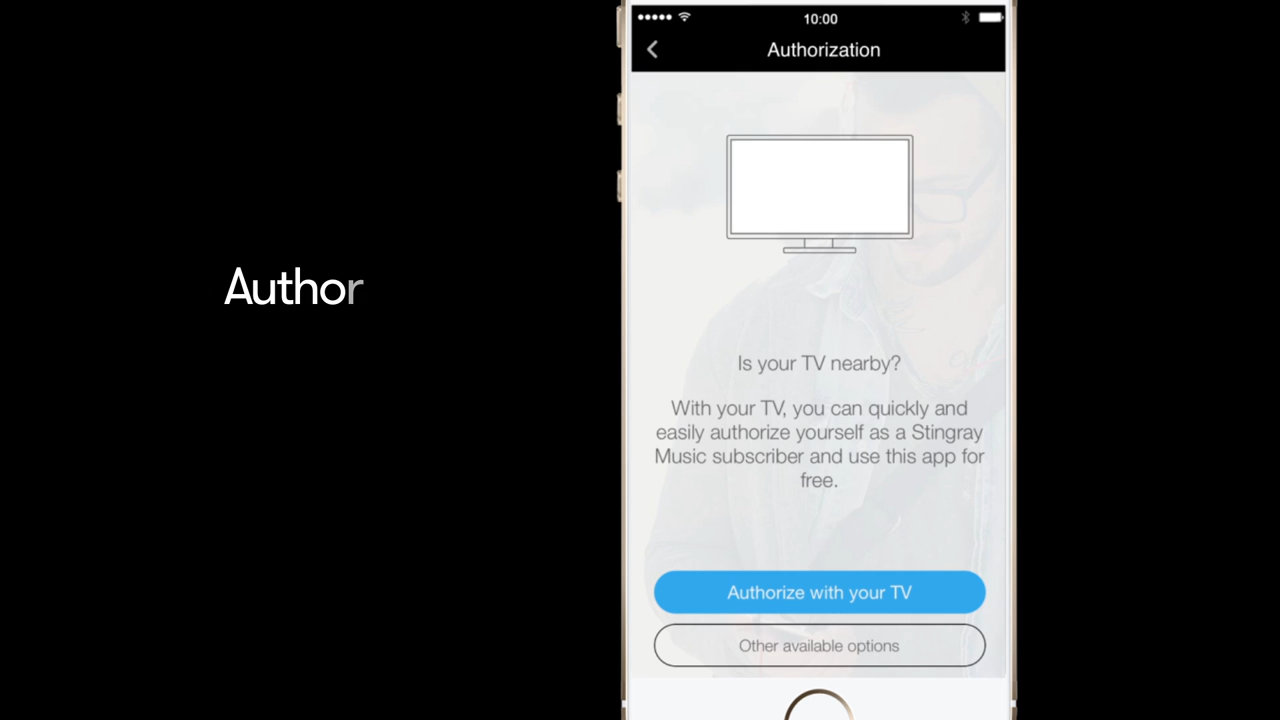 10:00
Authorization
Author
Is your TV nearby?
With your TV, you can quickly and
easily authorize yourself as a Stingray
Music subscriber and use this app for
free.
Authorize with your TV
Other available options